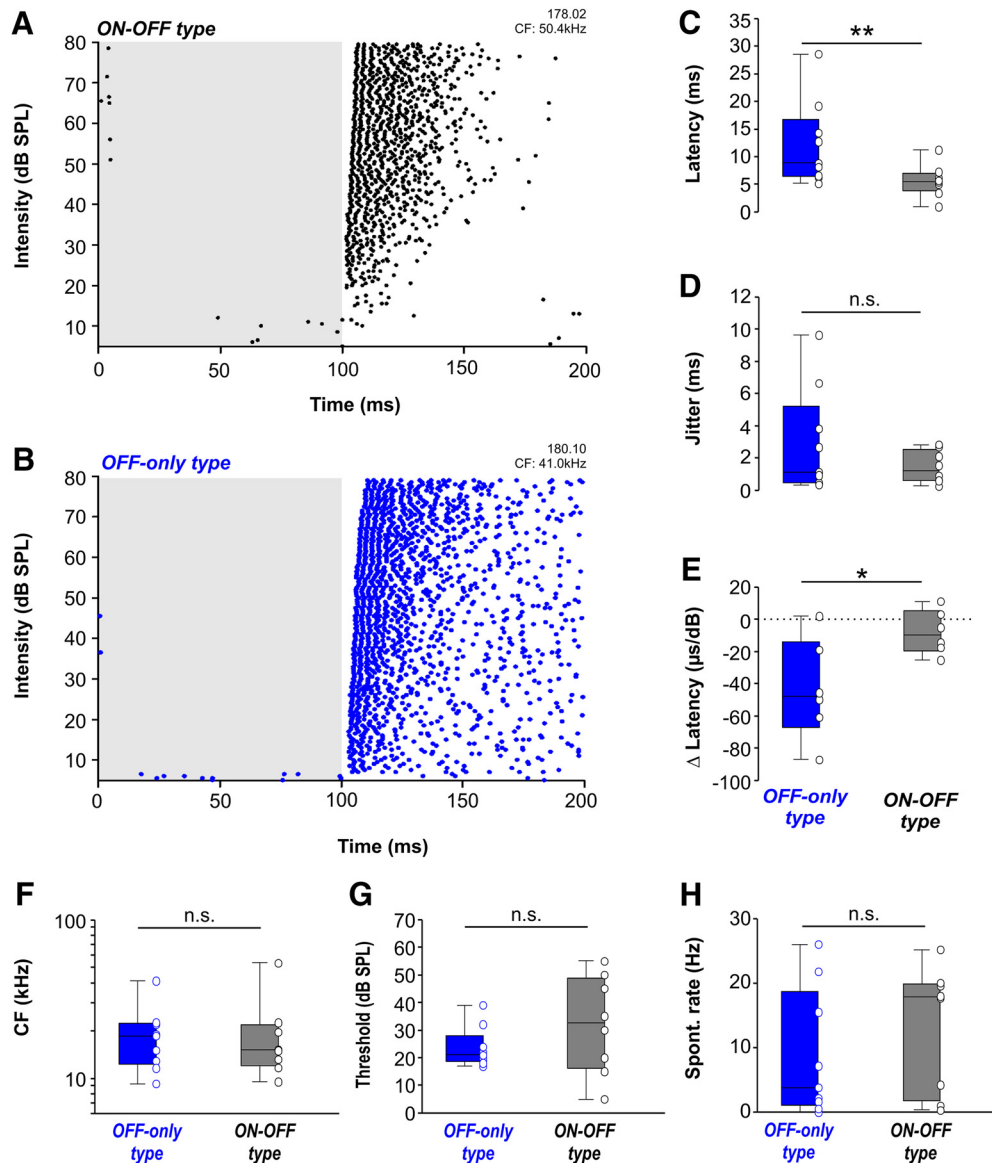 A
ON-OFF type
178.02
CF: 50.4kHz
Intensity (dB SPL)
80
70
60
50
40
30
20
10
0
50
100
150
200
Time (ms)
B
OFF-only type
180.10
CF: 41.0kHz
Intensity (dB SPL)
80
70
60
50
40
30
20
10
0
50
100
150
200
Time (ms)
C
**
Latency (ms)
35
30
25
20
15
10
5
0
D
n.s.
Jitter (ms)
12
10
8
6
4
2
0
E
*
Δ Latency (µs/dB)
20
0
-20
-40
-60
-80
-100
OFF-only
type
ON-OFF
type
F
n.s.
CF (kHz)
100
10
OFF-only
type
ON-OFF
type
G
n.s.
Threshold (dB SPL)
70
60
50
40
30
20
10
0
OFF-only
type
ON-OFF
type
H
n.s.
Spont. rate (Hz)
30
20
10
0
OFF-only
type
ON-OFF
type